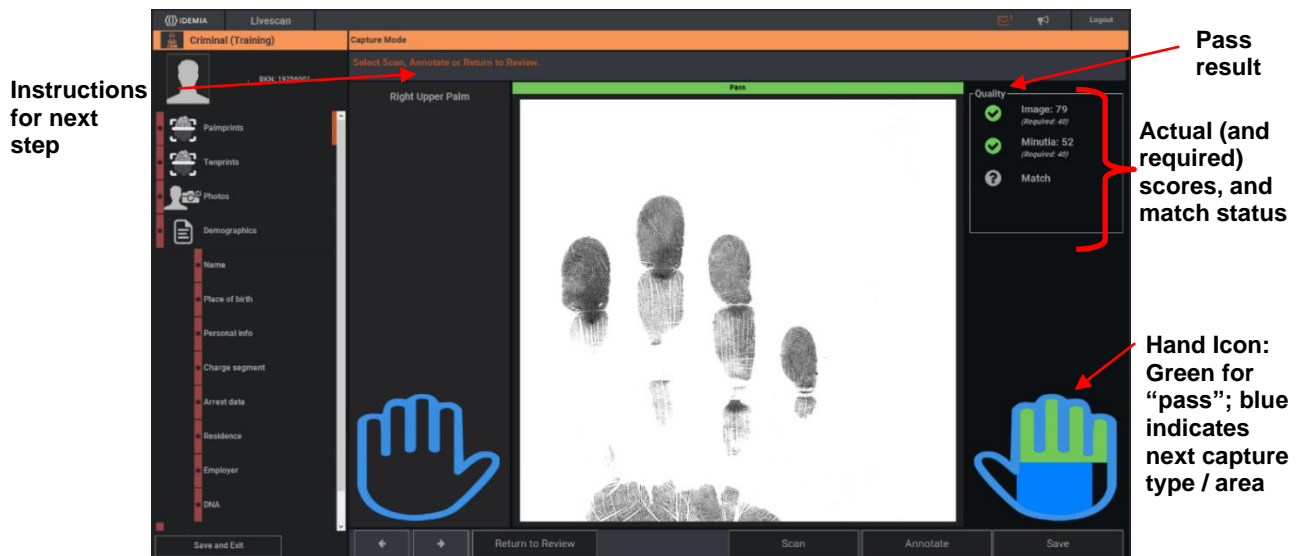 IDEMIA
Livescan
1
Logout
Criminal (Training)
Capture Mode
Select Scan, Annotate or Return to Review.
BKN: 19256001
Instructions
for next
step
Pass
result
Right Upper Palm
Pass
Quality
Image: 79
(Required: 40)
Minutia: 52
(Required: 40)
Match
Actual (and
required)
scores, and
match status
Palmprints
Tenprints
Photos
Demographics
Name
Place of birth
Personal info
Charge segment
Arrest data
Residence
Employer
DNA
Hand Icon:
Green for
“pass”; blue
indicates
next capture
type / area
Save and Exit
Return to Review
Scan
Annotate
Save